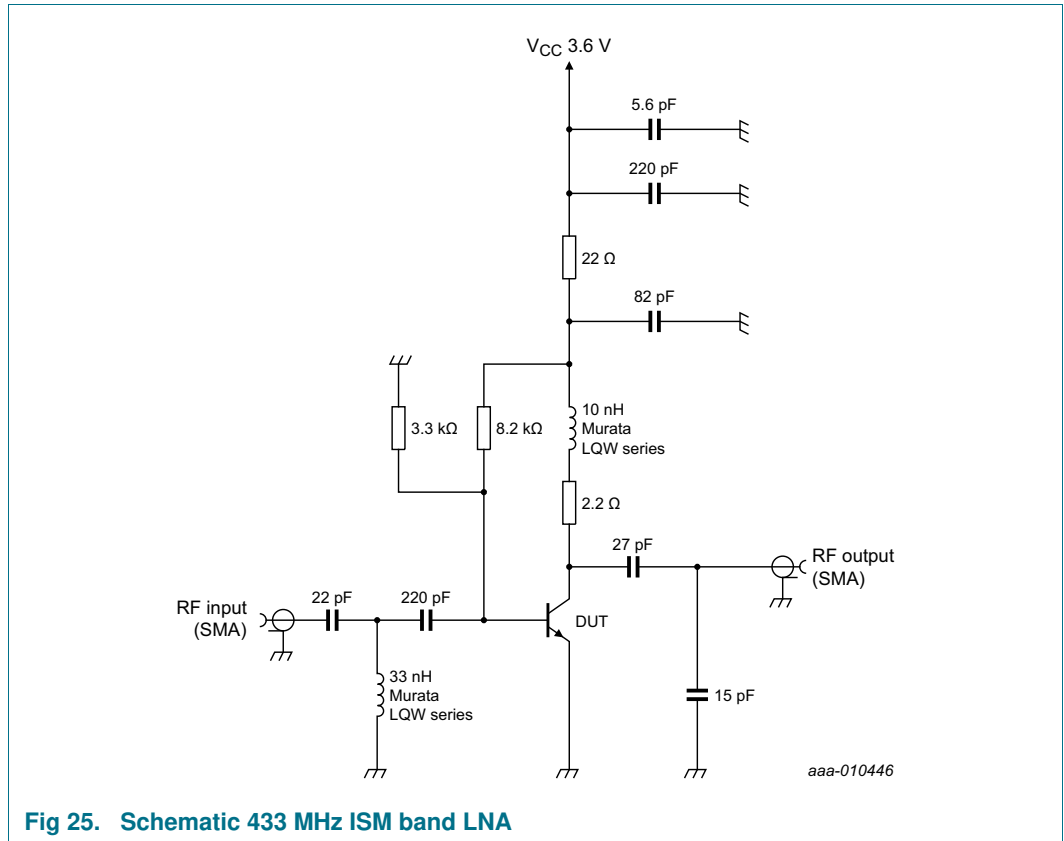 VCC 3.6 V
5.6 pF
220 pF
22 Ω
82 pF
3.3 kΩ
8.2 kΩ
10 nH
Murata
LQW series
2.2 Ω
27 pF
RF output
(SMA)
RF input
(SMA)
22 pF
220 pF
DUT
33 nH
Murata
LQW series
15 pF
aaa-010446
Fig 25. Schematic 433 MHz ISM band LNA